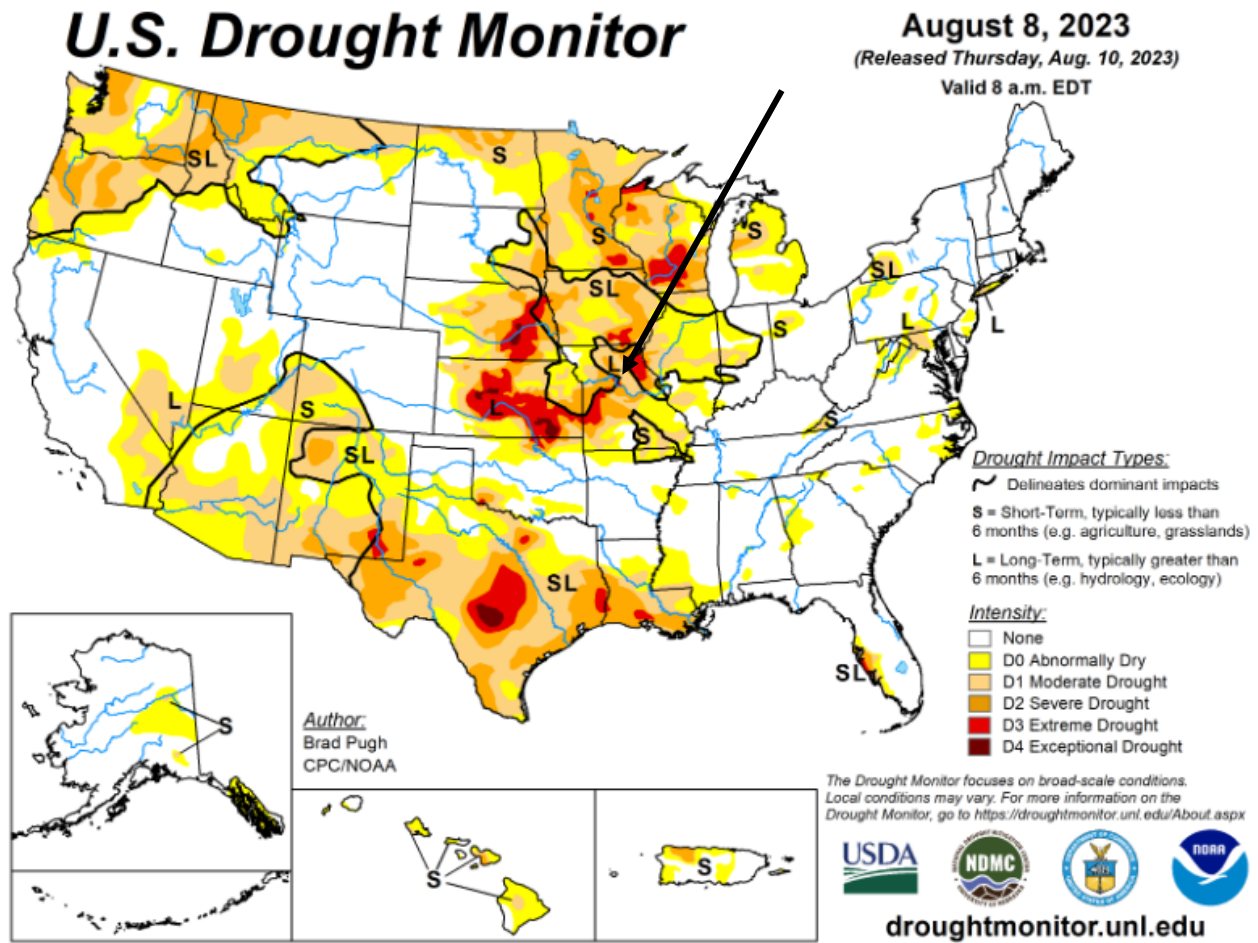 U.S. Drought Monitor
August 8, 2023
(Released Thursday, Aug. 10, 2023)
Valid 8 a.m. EDT
SL
S
S
S
SL
SL
S
L
L
L
L
S
L
S
S
SL
SL
SL
S
Drought Impact Types:
Delineates dominant impacts
S = Short-Term, typically less than
6 months (e.g. agriculture, grasslands)
L = Long-Term, typically greater than
6 months (e.g. hydrology, ecology)
Intensity:
None
D0 Abnormally Dry
D1 Moderate Drought
D2 Severe Drought
D3 Extreme Drought
D4 Exceptional Drought
Author:
Brad Pugh
CPC/NOAA
S
S
The Drought Monitor focuses on broad-scale conditions.
Local conditions may vary. For more information on the
Drought Monitor, go to https://droughtmonitor.unl.edu/About.aspx
USDA
NDMC
NOAA
droughtmonitor.unl.edu